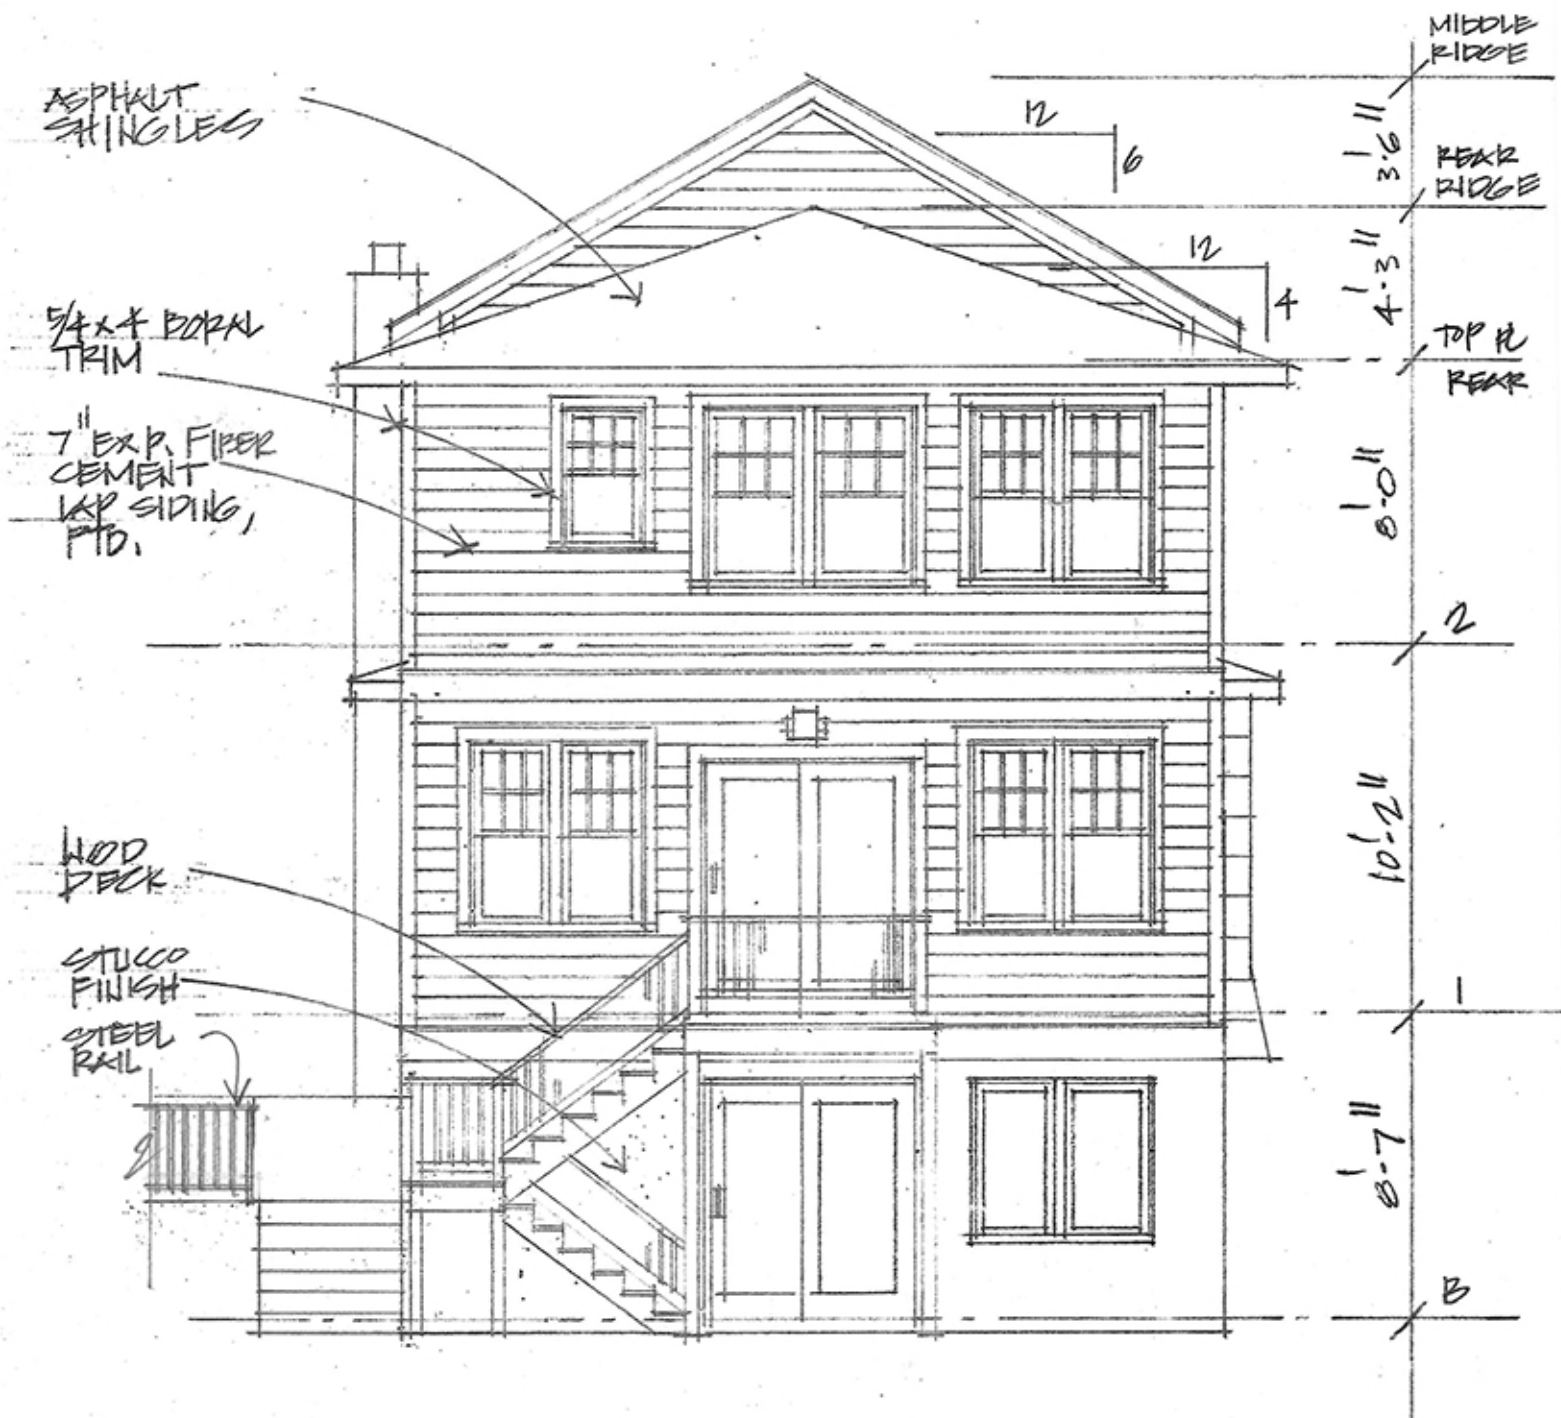 MIDDLE
RIDGE
ASPHALT
SHINGLES
12
6
3'-6"
REAR
RIDGE
12
4
4'-3"
5/4 x 4 BORAL
TRIM
TOP PL
REAR
7" EXP. FIBER
CEMENT
LAP SIDING,
PTD.
8'-0"
2
WOOD
DECK
10'-2"
STUCCO
FINISH
1
STEEL
RAIL
8'-7"
B